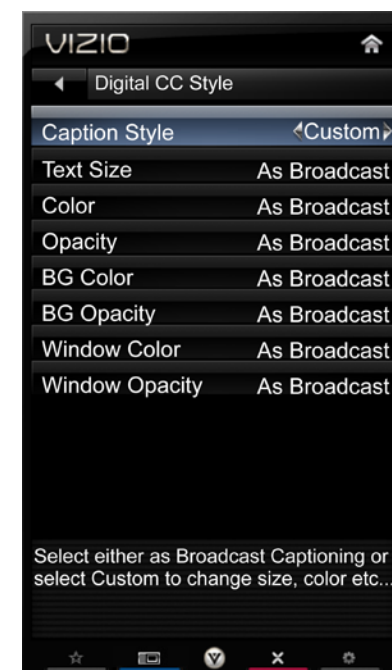 VIZIO
Digital CC Style
Caption Style Custom
Text Size As Broadcast
Color As Broadcast
Opacity As Broadcast
BG Color As Broadcast
BG Opacity As Broadcast
Window Color As Broadcast
Window Opacity As Broadcast
Select either as Broadcast Captioning or
select Custom to change size, color etc...
V